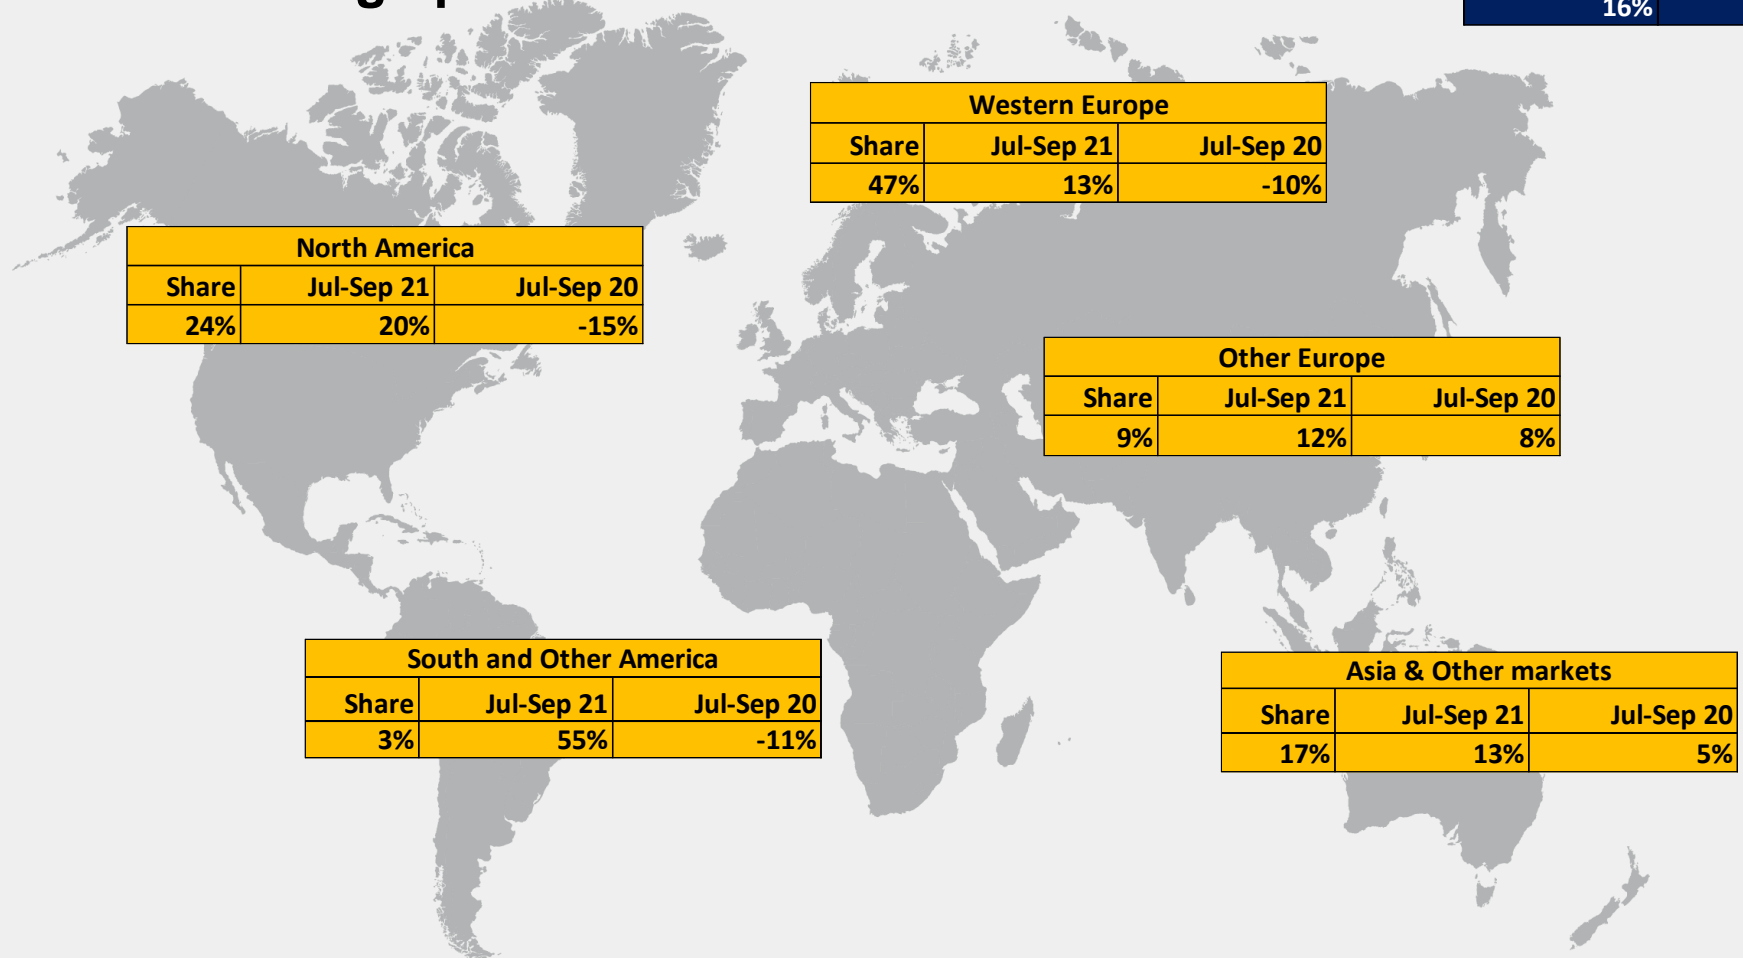 16%
Western Europe
Share Jul-Sep 21 Jul-Sep 20
47% 13% -10%
North America
Share Jul-Sep 21 Jul-Sep 20
24% 20% -15%
Other Europe
Share Jul-Sep 21 Jul-Sep 20
9% 12% 8%
South and Other America
Share Jul-Sep 21 Jul-Sep 20
3% 55% -11%
Asia & Other markets
Share Jul-Sep 21 Jul-Sep 20
17% 13% 5%